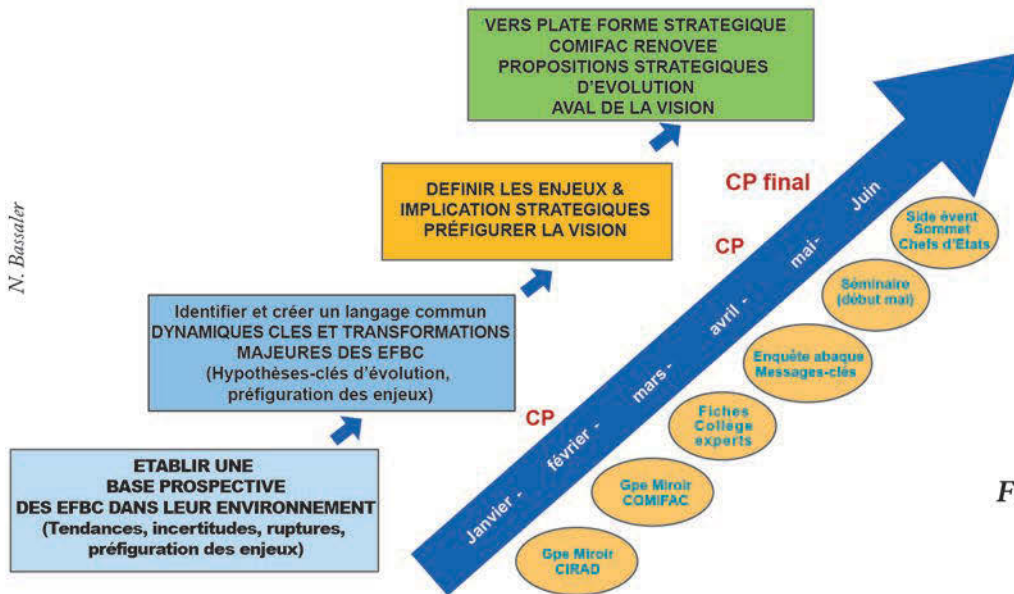 VERS PLATE FORME STRATEGIQUE
COMIFAC RENOVEE
PROPOSITIONS STRATEGIQUES
D'EVOLUTION
AVAL DE LA VISION
DEFINIR LES ENJEUX &
IMPLICATION STRATEGIQUES
PRÉFIGURER LA VISION
Identifier et créer un langage commun
DYNAMIQUES CLES ET TRANSFORMATIONS
MAJEURES DES EFBC
(Hypothèses-clés d'évolution,
préfiguration des enjeux)
ETABLIR UNE
BASE PROSPECTIVE
DES EFBC DANS LEUR ENVIRONNEMENT
(Tendances, incertitudes, ruptures,
préfiguration des enjeux)
N. Bassaler
CP
CP
CP final
Janvier - février - mars - avril - mai- Juin
Gpe Miroir
CIRAD
Gpe Miroir
COMIFAC
Fiches
Collège
experts
Enquête abaque
Messages-clés
Séminaire
(début mai)
Side évent
Sommet
Chefs d'Etats
F